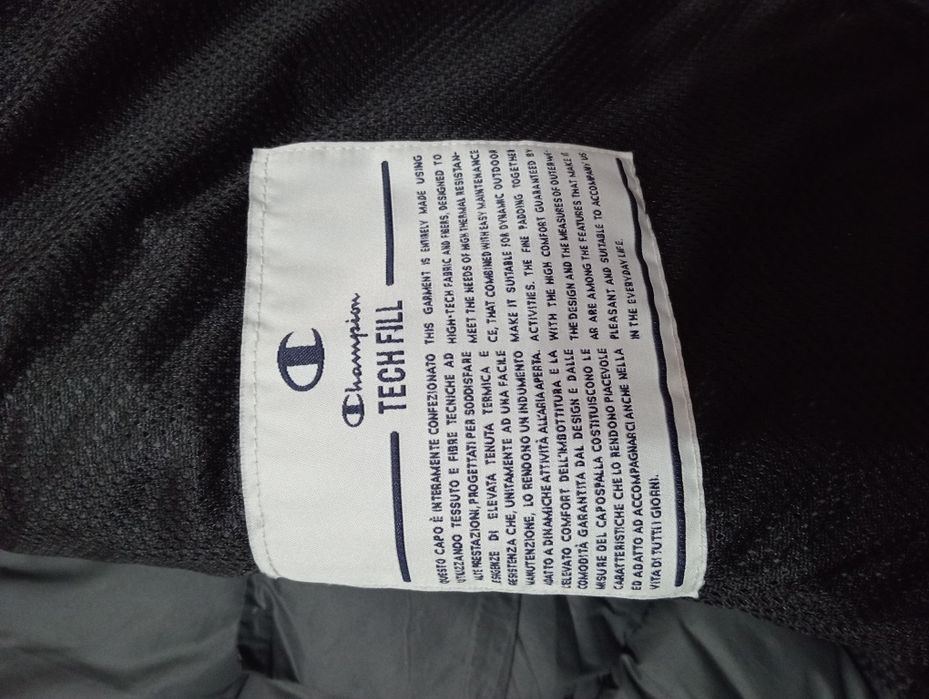 Champion
TECH FILL
QUESTO CAPO È INTERAMENTE CONFEZIONATO
UTILIZZANDO TESSUTO E FIBRE TECNICHE AD
ALTE PRESTAZIONI, PROGETTATI PER SODDISFARE
ESIGENZE DI ELEVATA TENUTA TERMICA E
RESISTENZA CHE, UNITAMENTE AD UNA FACILE
MANUTENZIONE, LO RENDONO UN INDUMENTO
ADATTO A DINAMICHE ATTIVITÀ ALL'ARIA APERTA.
L'ELEVATO COMFORT DELL'IMBOTTITURA E LA
COMODITÀ GARANTITA DAL DESIGN E DALLE
MISURE DEL CAPOSPALLA COSTITUISCONO LE
CARATTERISTICHE CHE LO RENDONO PIACEVOLE
ED ADATTO AD ACCOMPAGNARCI ANCHE NELLA
VITA DI TUTTI I GIORNI.
THIS GARMENT IS ENTIRELY MADE USING
HIGH-TECH FABRIC AND FIBERS, DESIGNED TO
MEET THE NEEDS OF HIGH THERMAL RESISTAN-
CE, THAT COMBINED WITH EASY MAINTENANCE
MAKE IT SUITABLE FOR DYNAMIC OUTDOOR
ACTIVITIES. THE FINE PADDING TOGETHER
WITH THE HIGH COMFORT GUARANTEED BY
THE DESIGN AND THE MEASURES OF OUTERWE-
AR ARE AMONG THE FEATURES THAT MAKE IT
PLEASANT AND SUITABLE TO ACCOMPANY US
IN THE EVERYDAY LIFE.